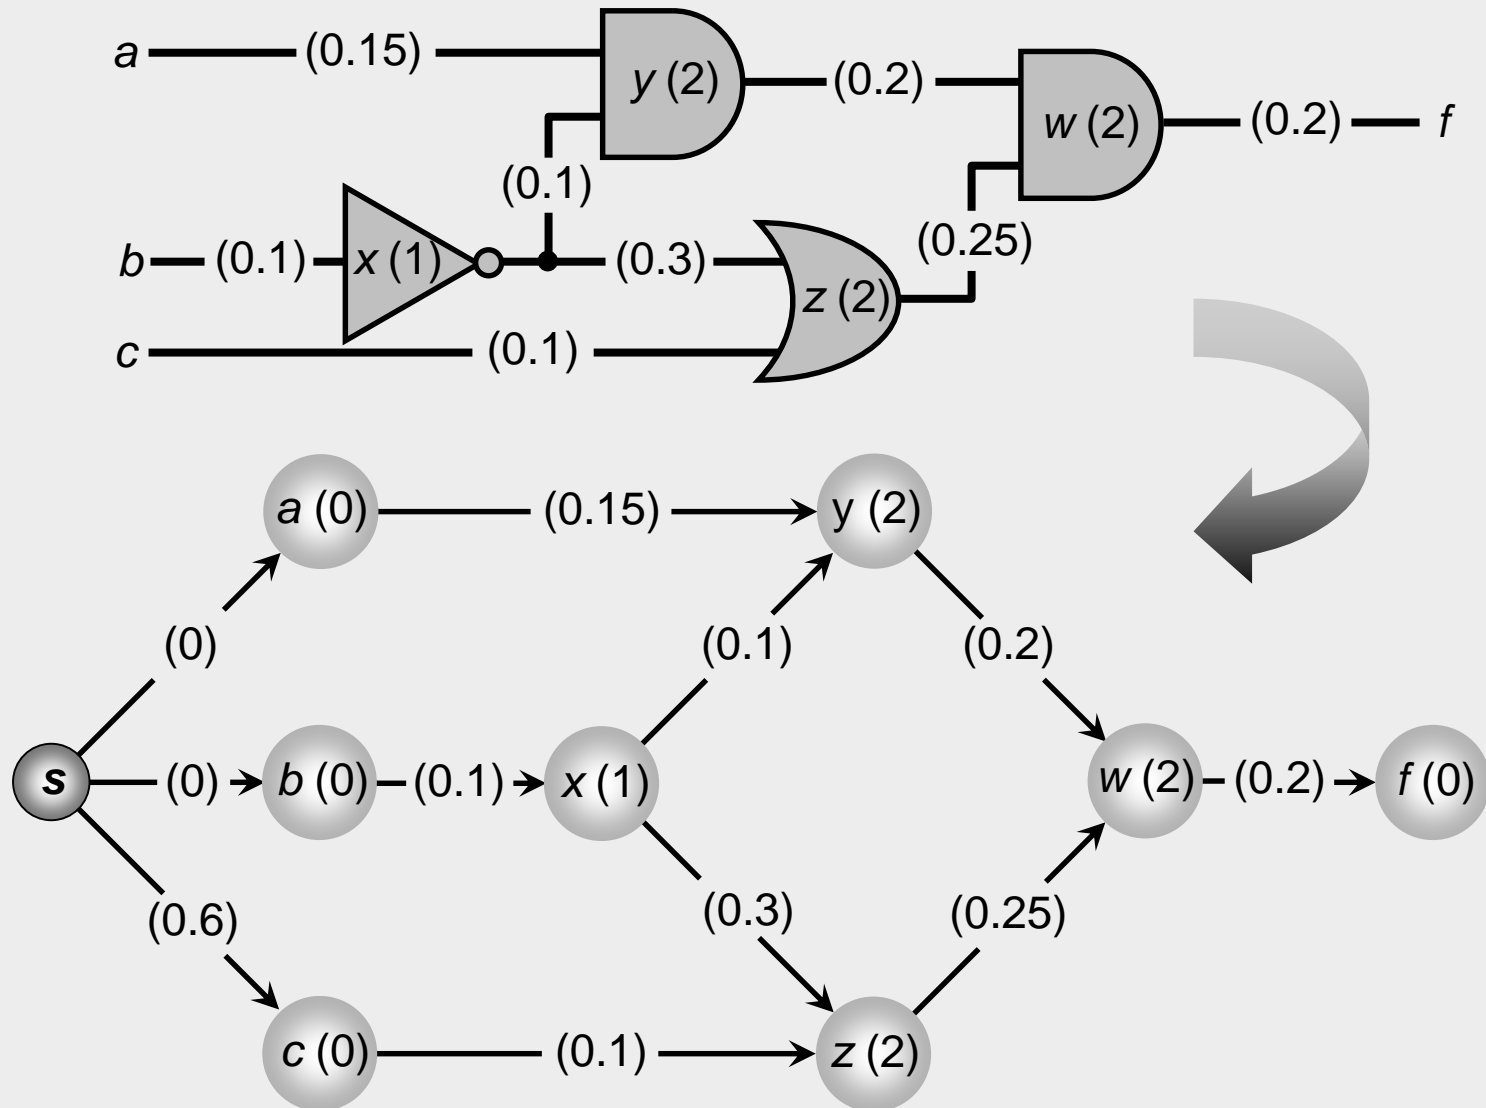 a (0.15) y (2) (0.2) w (2) (0.2) f
(0.1)
b (0.1) x (1) (0.3) z (2) (0.25)
c (0.1)
a (0) (0.15) y (2)
(0) (0.1) (0.2)
s (0) b (0) (0.1) x (1) w (2) (0.2) f (0)
(0.6) (0.3) (0.25)
c (0) (0.1) z (2)